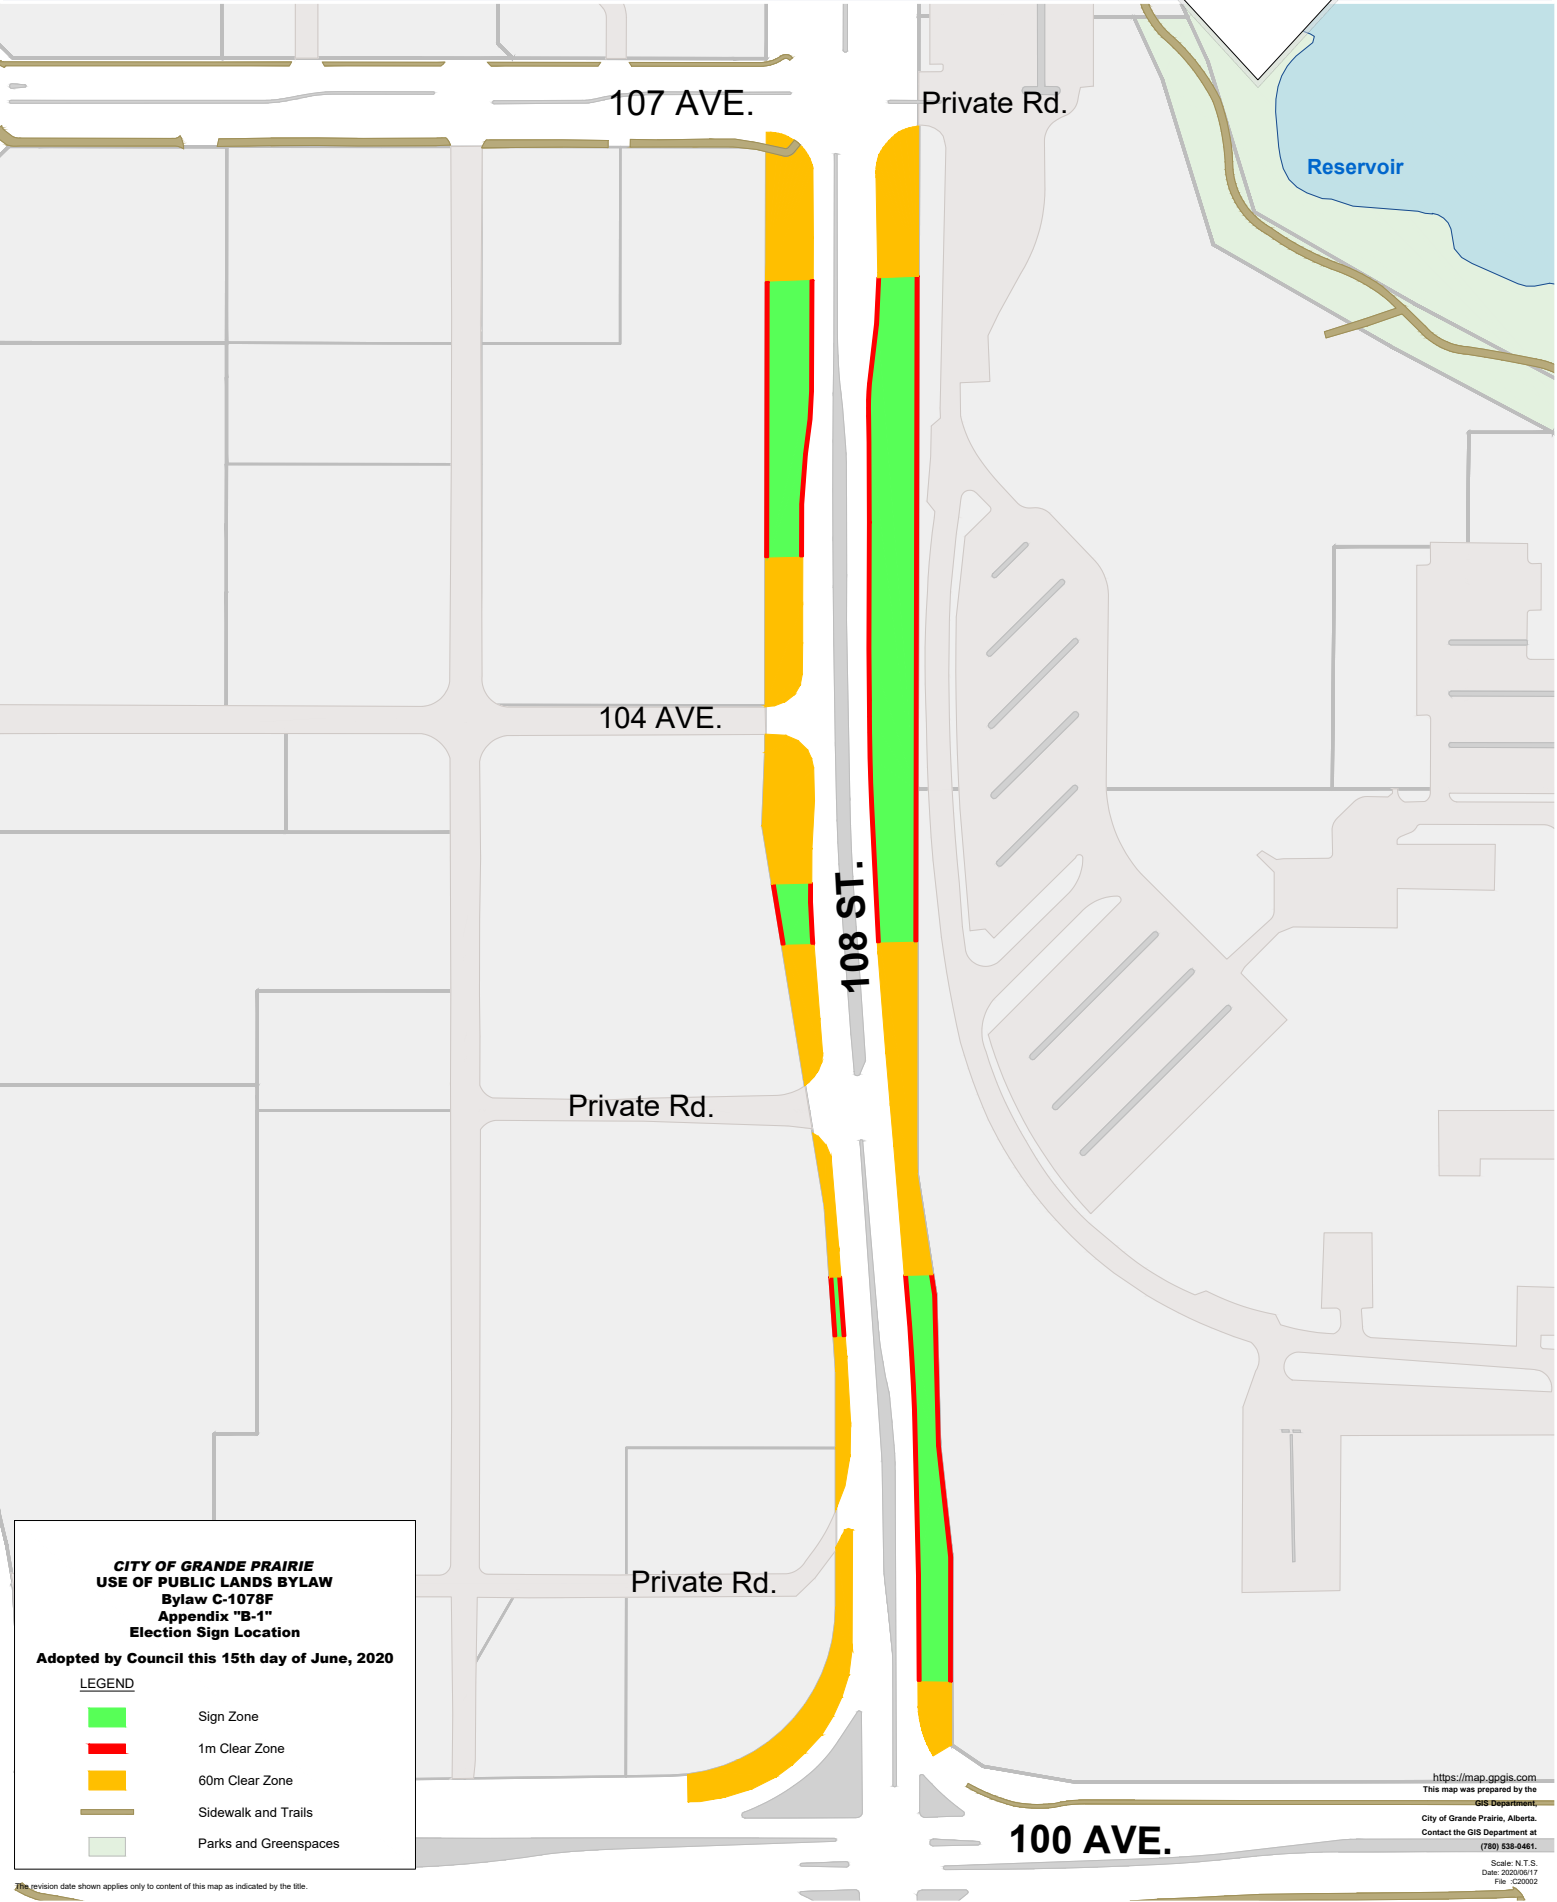 107 AVE.
Private Rd.
Reservoir
104 AVE.
108 ST.
Private Rd.
Private Rd.
100 AVE.
CITY OF GRANDE PRAIRIE
USE OF PUBLIC LANDS BYLAW
Bylaw C-1078F
Appendix "B-1"
Election Sign Location
Adopted by Council this 15th day of June, 2020
LEGEND
Sign Zone
1m Clear Zone
60m Clear Zone
Sidewalk and Trails
Parks and Greenspaces
The revision date shown applies only to content of this map as indicated by the title.
https://map.gpgis.com
This map was prepared by the
GIS Department,
City of Grande Prairie, Alberta.
Contact the GIS Department at
(780) 538-0461.
Scale: N.T.S.
Date: 2020/06/17
File :C20002